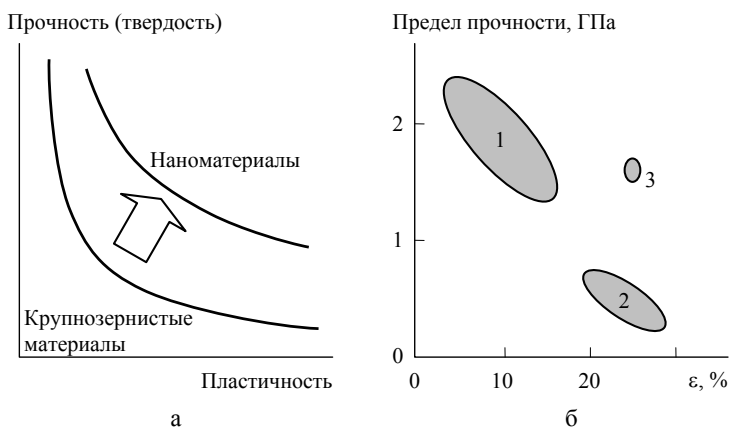 Прочность (твердость)
Наноматериалы
Крупнозернистые
материалы
Пластичность
а
Предел прочности, ГПа
2
1
0
1
3
2
0
10
20
ε, %
б